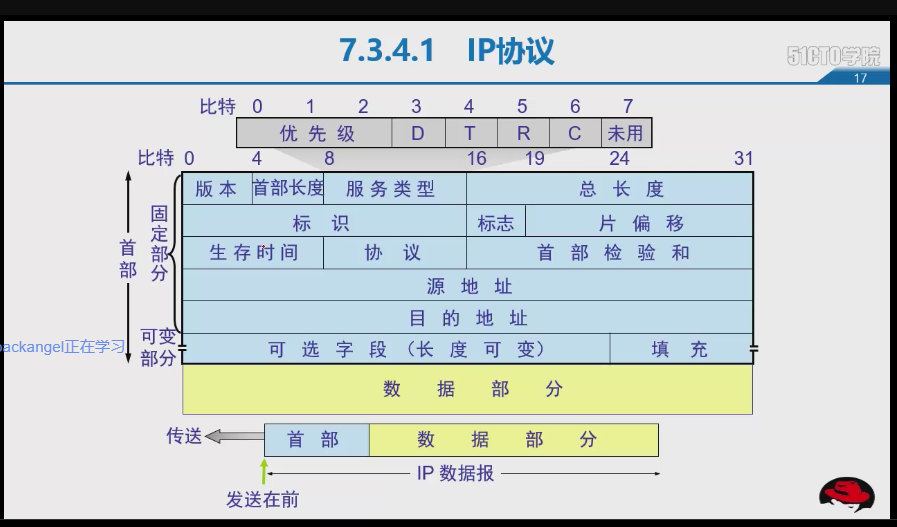 7.3.4.1 IP协议
51CTO学院
17
比特 0 1 2 3 4 5 6 7
优先级 D T R C 未用
比特 0 4 8 16 19 24 31
版本 首部长度 服务类型 总长度
标识 标志 片偏移
生存时间 协议 首部检验和
源地址
目的地址
可选字段（长度可变） 填充
数据部分
首部
固定部分
可变部分
ackangel正在学习
传送 首部 数据部分
IP 数据报
发送在前